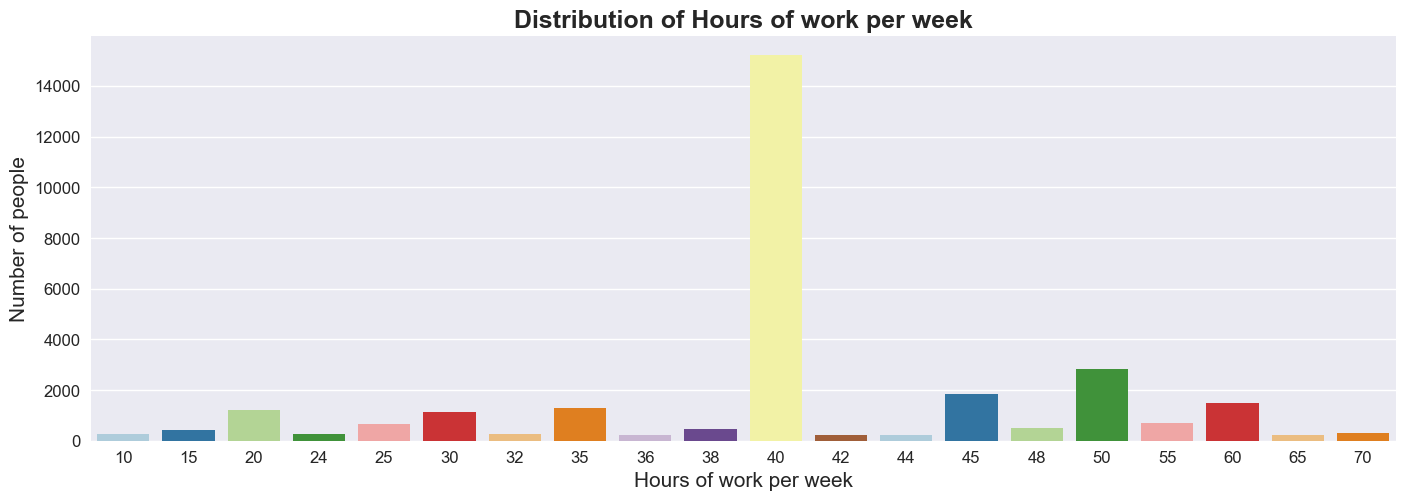 Distribution of Hours of work per week
Number of people
14000
12000
10000
8000
6000
4000
2000
0
10 15 20 24 25 30 32 35 36 38 40 42 44 45 48 50 55 60 65 70
Hours of work per week